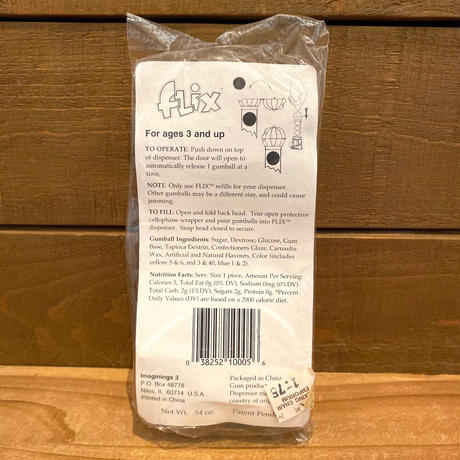 FLix™
For ages 3 and up
TO OPERATE: Push down on top
of dispenser. The door will open to
automatically release 1 gumball at a
time.
NOTE: Only use FLIX™ refills for your dispenser.
Other gumballs may be a different size, and could cause
jamming.
TO FILL: Open and fold back head. Tear open protective
cellophane wrapper and pour gumballs into FLIX™
dispenser. Snap head closed to secure.
Gumball Ingredients: Sugar, Dextrose, Glucose, Gum
Base, Tapioca Dextrin, Confectioners Glaze, Carnauba
Wax, Artificial and Natural Flavours, Color (includes
yellow 5 & 6, red 3 & 40, blue 1 & 2).
Nutrition Facts: Serv. Size 1 piece, Amount Per Serving:
Calories 5, Total Fat 0g (0% DV), Sodium 0mg (0% DV)
Total Carb. 2g (1% DV), Sugars 2g, Protein 0g. *Percent
Daily Values (DV) are based on a 2000 calorie diet.
0 38252 10005 6
Imaginings 3
P.O. Box 48778
Niles, IL 60714 U.S.A.
Printed in China
Net Wt. .54 oz.
Packaged in China
Gum produc
Dispenser ma
country of ori
Patent Pend
KING CHAIR
EMPORIUM
1.75